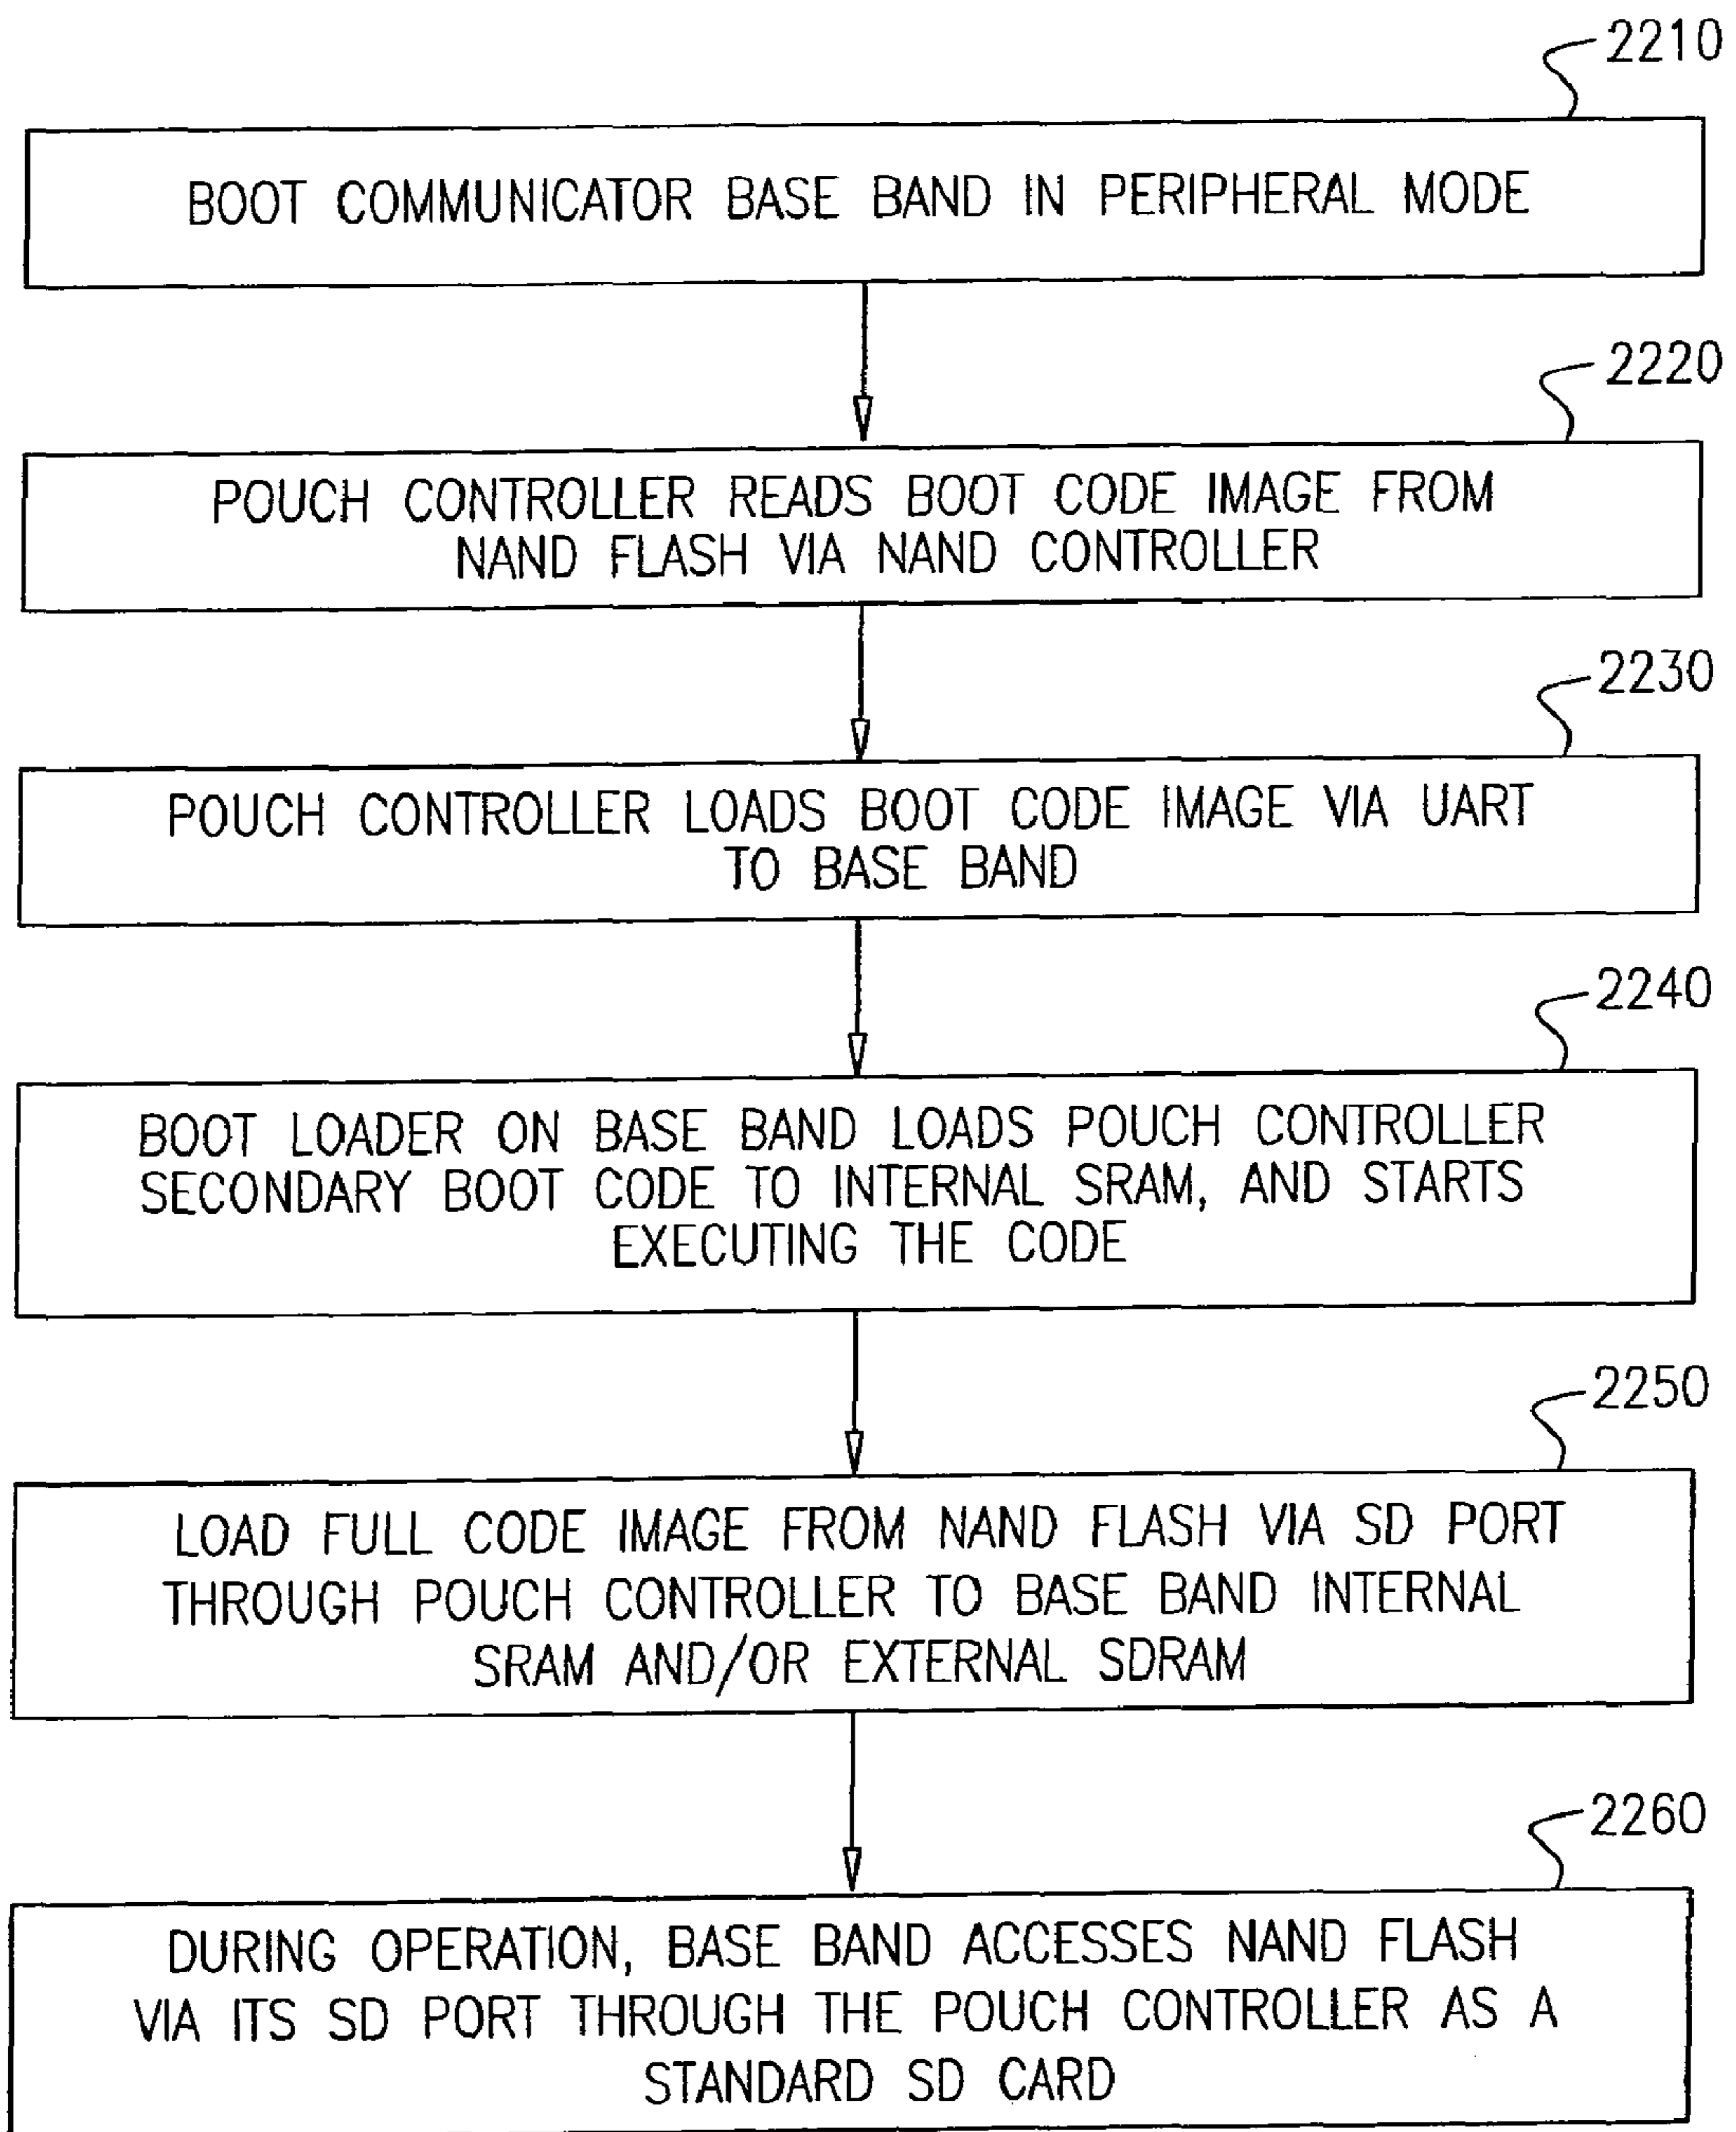 2210
BOOT COMMUNICATOR BASE BAND IN PERIPHERAL MODE
2220
POUCH CONTROLLER READS BOOT CODE IMAGE FROM
NAND FLASH VIA NAND CONTROLLER
2230
POUCH CONTROLLER LOADS BOOT CODE IMAGE VIA UART
TO BASE BAND
2240
BOOT LOADER ON BASE BAND LOADS POUCH CONTROLLER
SECONDARY BOOT CODE TO INTERNAL SRAM, AND STARTS
EXECUTING THE CODE
2250
LOAD FULL CODE IMAGE FROM NAND FLASH VIA SD PORT
THROUGH POUCH CONTROLLER TO BASE BAND INTERNAL
SRAM AND/OR EXTERNAL SDRAM
2260
DURING OPERATION, BASE BAND ACCESSES NAND FLASH
VIA ITS SD PORT THROUGH THE POUCH CONTROLLER AS A
STANDARD SD CARD